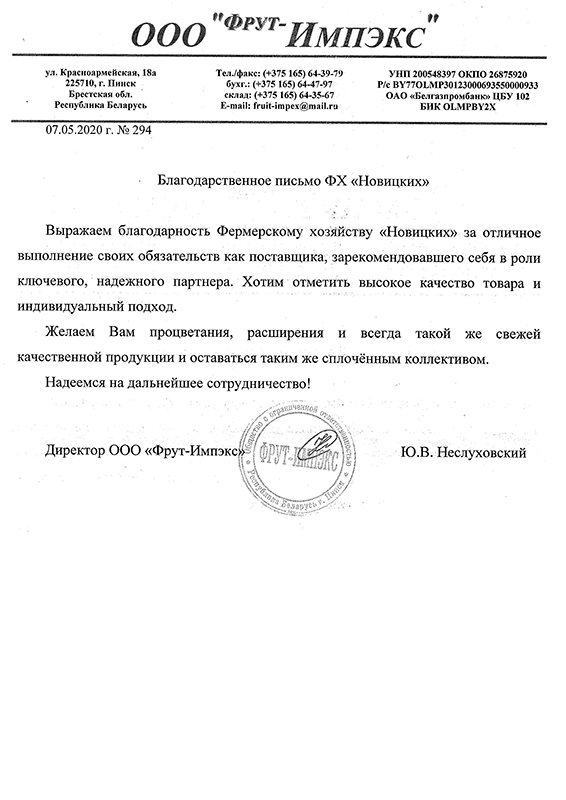 ООО "Фрут-Импэкс"
ул. Красноармейская, 18а
225710, г. Пинск
Брестская обл.
Республика Беларусь
Тел./факс: (+375 165) 64-39-79
бухг.: (+375 165) 64-47-97
склад: (+375 165) 64-35-67
E-mail: fruit-impex@mail.ru
УНП 200548397 ОКПО 26875920
Р/с BY77OLMP30123000693550000933
ОАО «Белгазпромбанк» ЦБУ 102
БИК OLMPBY2X
07.05.2020 г. № 294
Благодарственное письмо ФХ «Новицких»
Выражаем благодарность Фермерскому хозяйству «Новицких» за отличное
выполнение своих обязательств как поставщика, зарекомендовавшего себя в роли
ключевого, надежного партнера. Хотим отметить высокое качество товара и
индивидуальный подход.
Желаем Вам процветания, расширения и всегда такой же свежей
качественной продукции и оставаться таким же сплочённым коллективом.
Надеемся на дальнейшее сотрудничество!
Директор ООО «Фрут-Импэкс»
Ю.В. Неслуховский
Общество с ограниченной ответственностью
ФРУТ-ИМПЭКС
Республика Беларусь г. Пинск